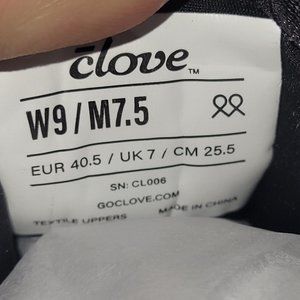 clove™
W9 / M7.5
EUR 40.5 / UK 7 / CM 25.5
SN: CL006
GOCLOVE.COM
TEXTILE UPPERS MADE IN CHINA